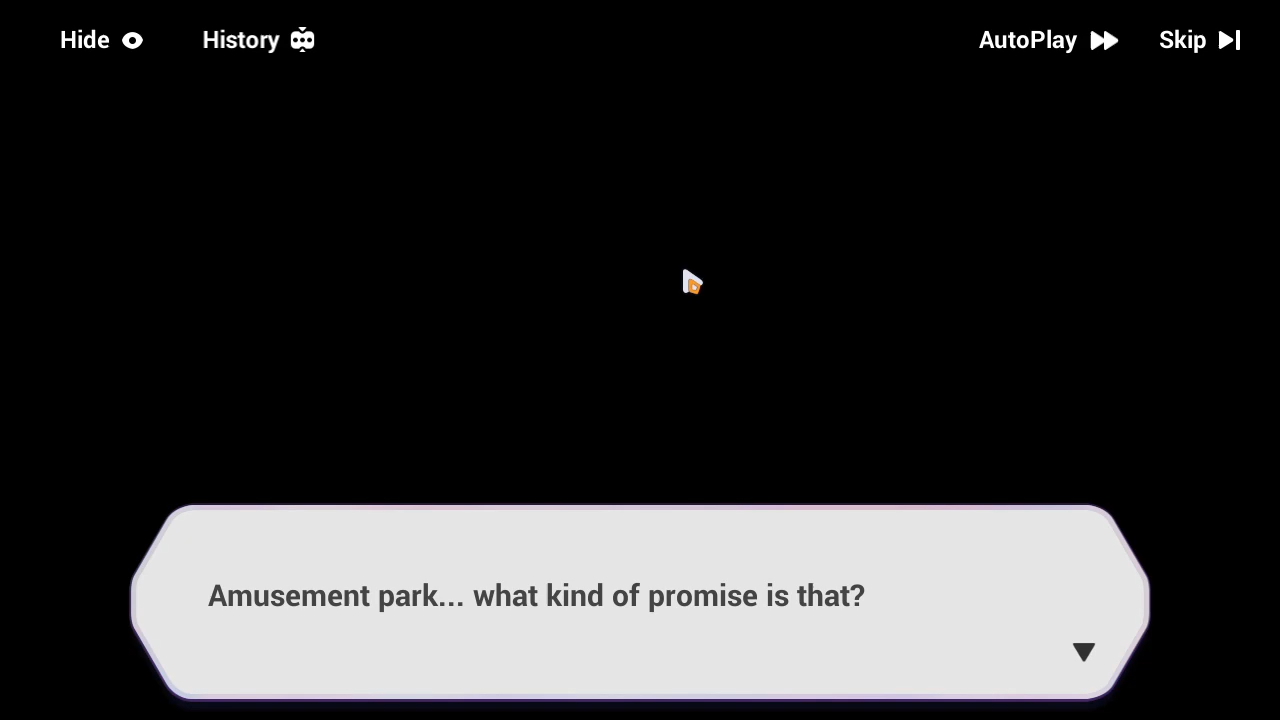 Hide
History
AutoPlay
Skip
Amusement park... what kind of promise is that?